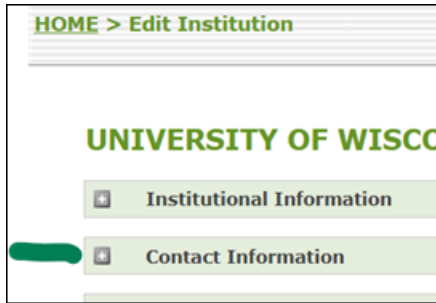 HOME > Edit Institution
UNIVERSITY OF WISCO
Institutional Information
Contact Information